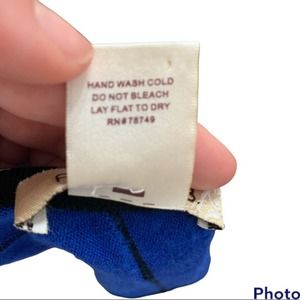 HAND WASH COLD
DO NOT BLEACH
LAY FLAT TO DRY
RN#78749
Photo